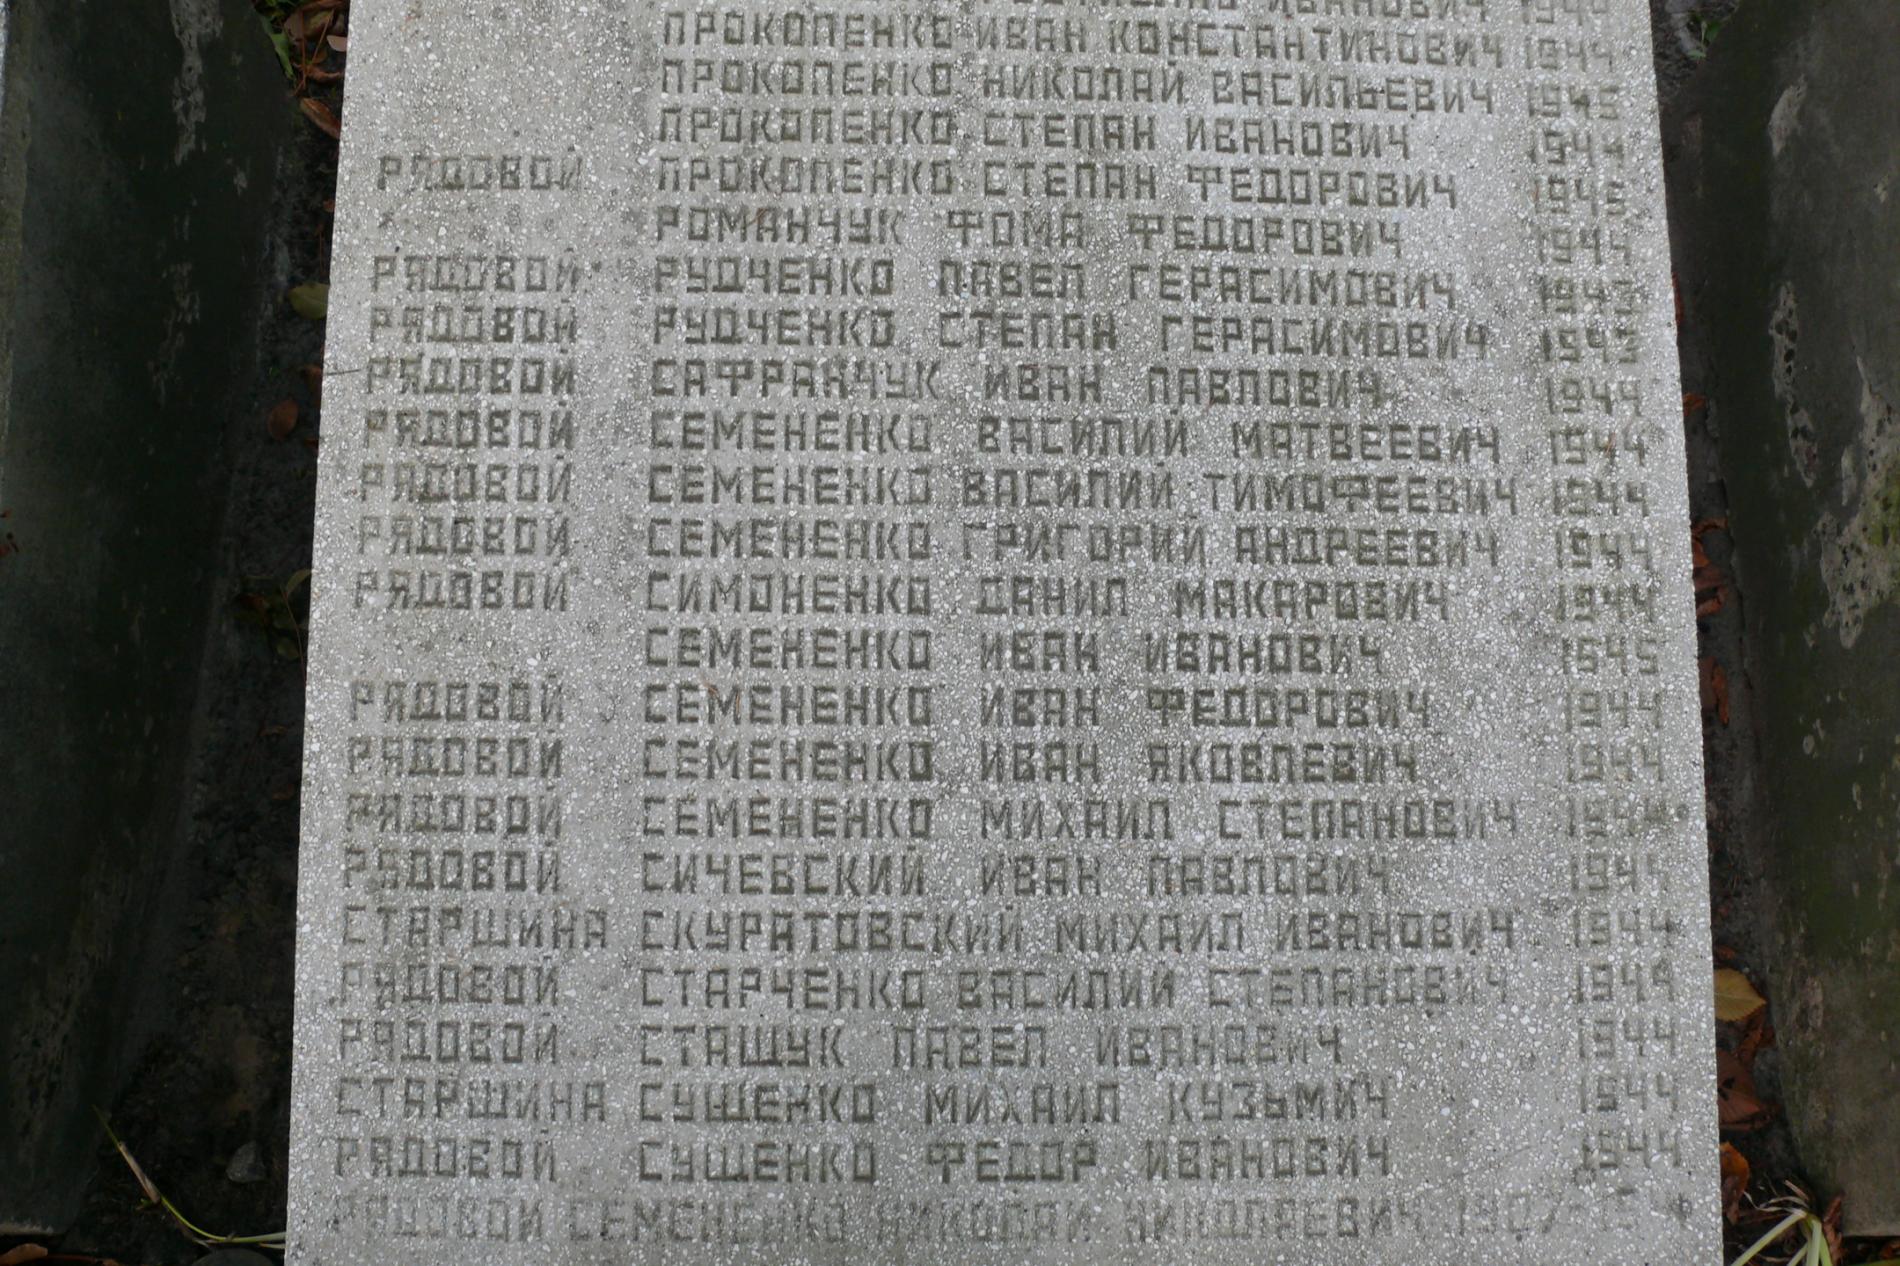 ИВАНОВИЧ
ПРОКОПЕНКО ИВАН КОНСТАНТИНОВИЧ 1944
ПРОКОПЕНКО НИКОЛАЙ ВАСИЛЬЕВИЧ 1945
ПРОКОПЕНКО СТЕПАН ИВАНОВИЧ 1944
РЯДОВОЙ ПРОКОПЕНКО СТЕПАН ФЕДОРОВИЧ 1945
РОМАНЧУК ФОМА ФЕДОРОВИЧ
РЯДОВОЙ РУДЧЕНКО ПАВЕЛ ГЕРАСИМОВИЧ 1943
РЯДОВОЙ РУДЧЕНКО СТЕПАН ГЕРАСИМОВИЧ 1943
РЯДОВОЙ САФРАНЧУК ИВАН ПАВЛОВИЧ 1944
РЯДОВОЙ СЕМЕНЕНКО ВАСИЛИЙ МАТВЕЕВИЧ 1944
РЯДОВОЙ СЕМЕНЕНКО ВАСИЛИЙ ТИМОФЕЕВИЧ 1944
РЯДОВОЙ СЕМЕНЕНКО ГРИГОРИЙ АНДРЕЕВИЧ 1944
РЯДОВОЙ СИМОНЕНКО ДАНИЛ МАКАРОВИЧ 1944
СЕМЕНЕНКО ИВАН ИВАНОВИЧ 1945
РЯДОВОЙ СЕМЕНЕНКО ИВАН ФЕДОРОВИЧ 1944
РЯДОВОЙ СЕМЕНЕНКО ИВАН ЯКОВЛЕВИЧ 1944
РЯДОВОЙ СЕМЕНЕНКО МИХАИЛ СТЕПАНОВИЧ 1944
РЯДОВОЙ СИЧЕВСКИЙ ИВАН ПАВЛОВИЧ
СТАРШИНА СКУРАТОВСКИЙ МИХАИЛ ИВАНОВИЧ 1944
РЯДОВОЙ СТАРЧЕНКО ВАСИЛИЙ СТЕПАНОВИЧ 1944
РЯДОВОЙ СТАЩУК ПАВЕЛ ИВАНОВИЧ 1944
СТАРШИНА СУЩЕНКО МИХАИЛ КУЗЬМИЧ 1944
РЯДОВОЙ СУЩЕНКО ФЕДОР ИВАНОВИЧ 1944
РЯДОВОЙ СЕМЕНЕНКО НИКОЛАЙ НИКОЛАЕВИЧ